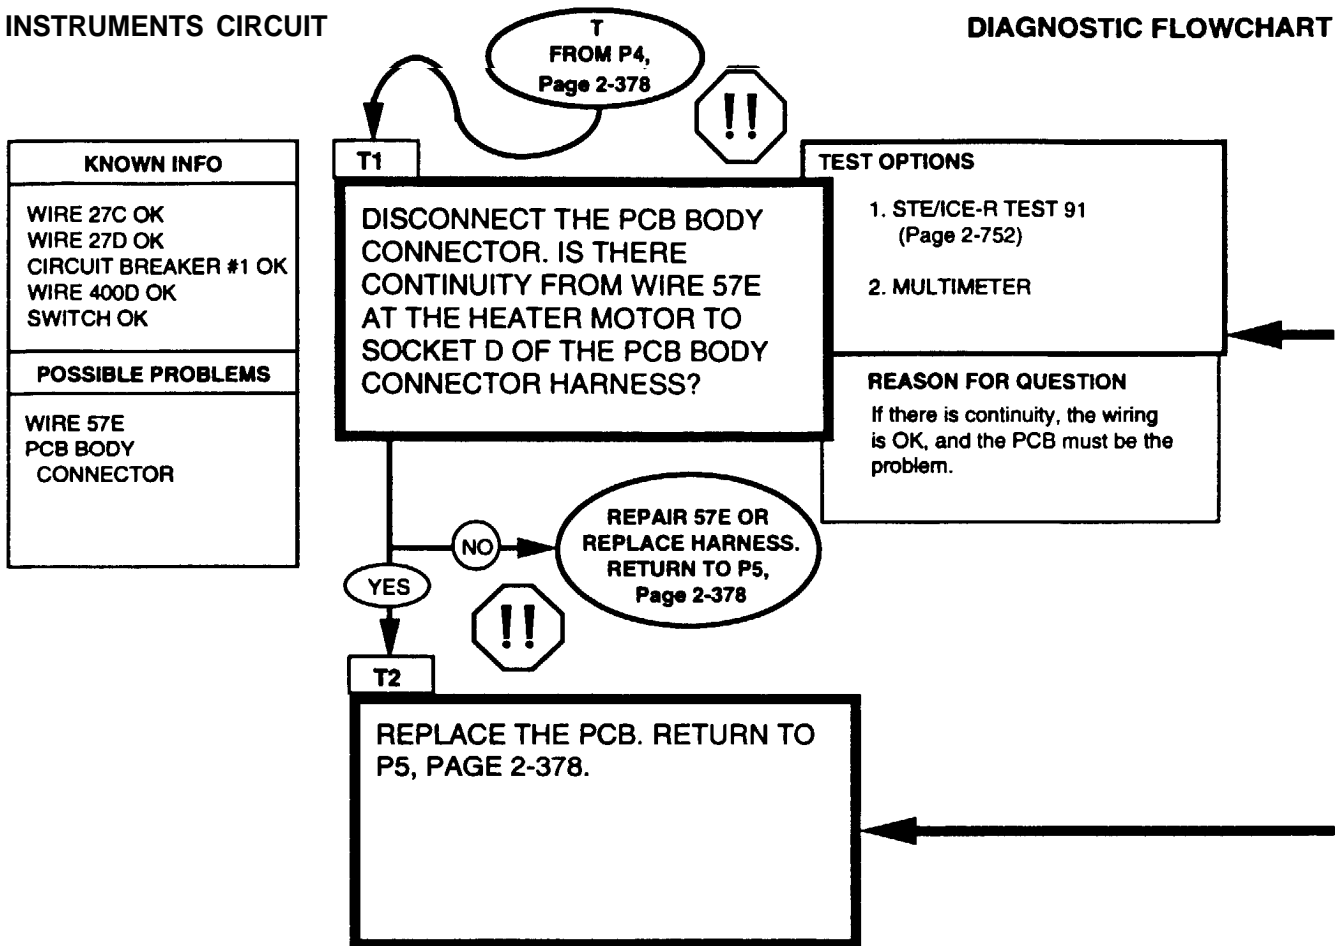 INSTRUMENTS CIRCUIT
DIAGNOSTIC FLOWCHART
T
FROM P4,
Page 2-378
!!
KNOWN INFO
WIRE 27C OK
WIRE 27D OK
CIRCUIT BREAKER #1 OK
WIRE 400D OK
SWITCH OK
POSSIBLE PROBLEMS
WIRE 57E
PCB BODY
CONNECTOR
T1
DISCONNECT THE PCB BODY
CONNECTOR. IS THERE
CONTINUITY FROM WIRE 57E
AT THE HEATER MOTOR TO
SOCKET D OF THE PCB BODY
CONNECTOR HARNESS?
TEST OPTIONS
1. STE/ICE-R TEST 91
(Page 2-752)
2. MULTIMETER
REASON FOR QUESTION
If there is continuity, the wiring
is OK, and the PCB must be the
problem.
NO
REPAIR 57E OR
REPLACE HARNESS.
RETURN TO P5,
Page 2-378
YES
!!
T2
REPLACE THE PCB. RETURN TO
P5, PAGE 2-378.